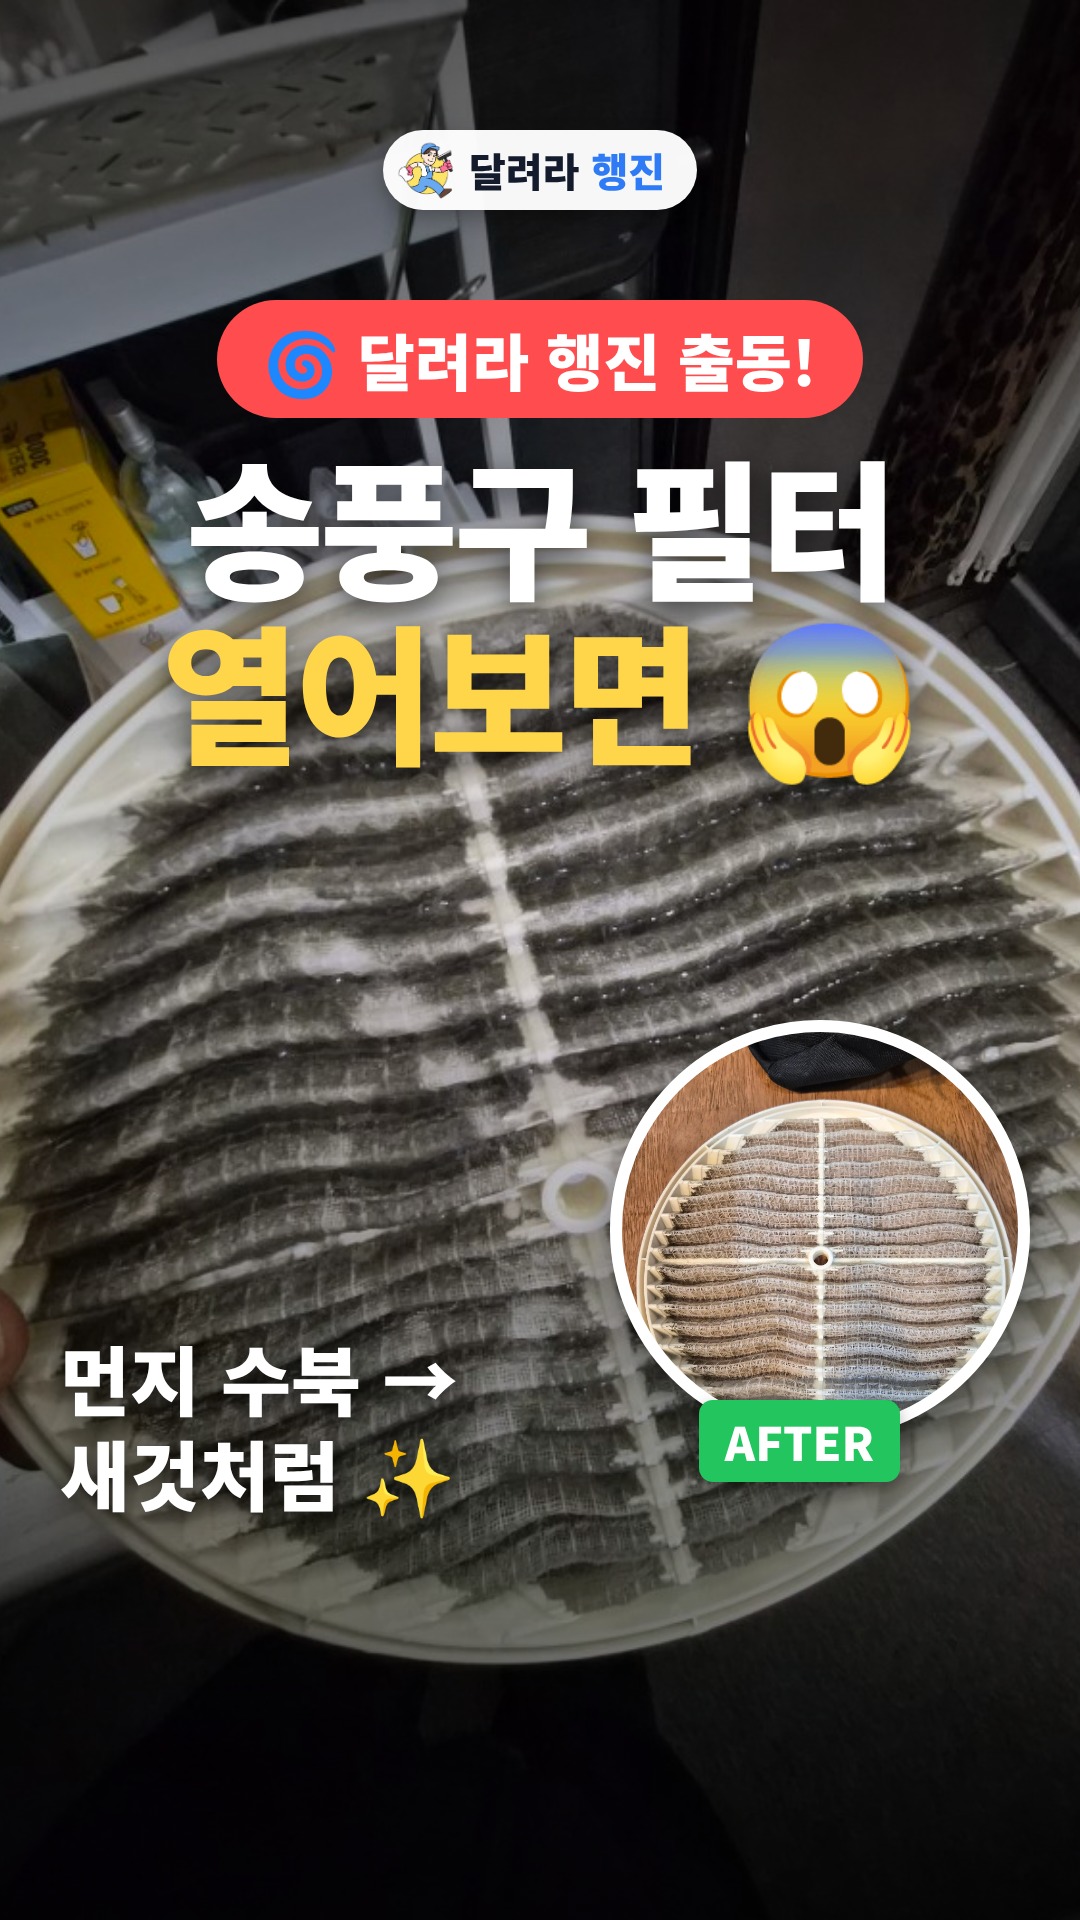 달려라 행진
🌀 달려라 행진 출동!
송풍구 필터
열어보면 😱
3000
먼지 수북 →
새것처럼 ✨
AFTER